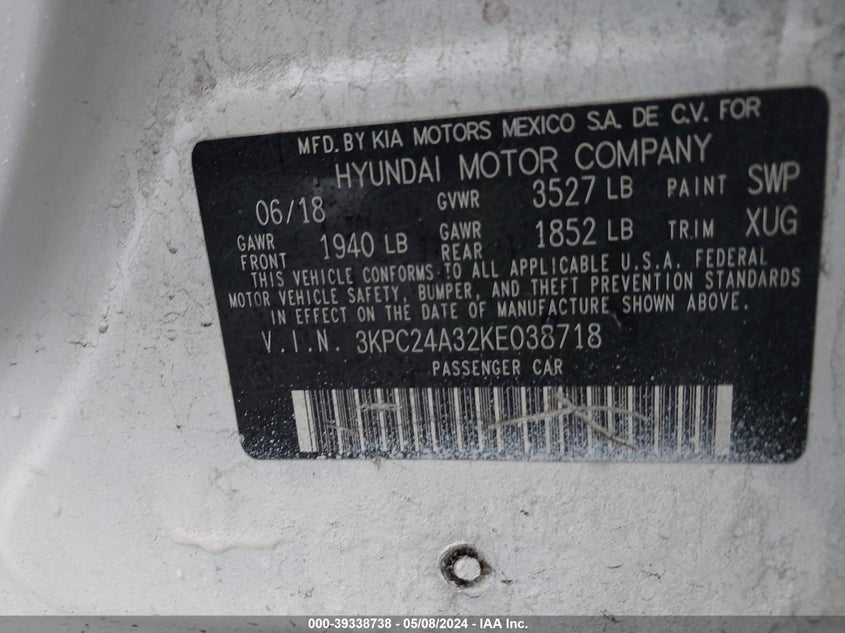 MFD. BY KIA MOTORS MEXICO S.A. DE C.V. FOR
HYUNDAI MOTOR COMPANY
06/18 GVWR 3527 LB PAINT SWP
GAWR FRONT 1940 LB GAWR REAR 1852 LB TRIM XUG
THIS VEHICLE CONFORMS TO ALL APPLICABLE U.S.A. FEDERAL
MOTOR VEHICLE SAFETY, BUMPER, AND THEFT PREVENTION STANDARDS
IN EFFECT ON THE DATE OF MANUFACTURE SHOWN ABOVE.
V.I.N. 3KPC24A32KE038718
PASSENGER CAR
000-39338738 - 05/08/2024 - IAA Inc.